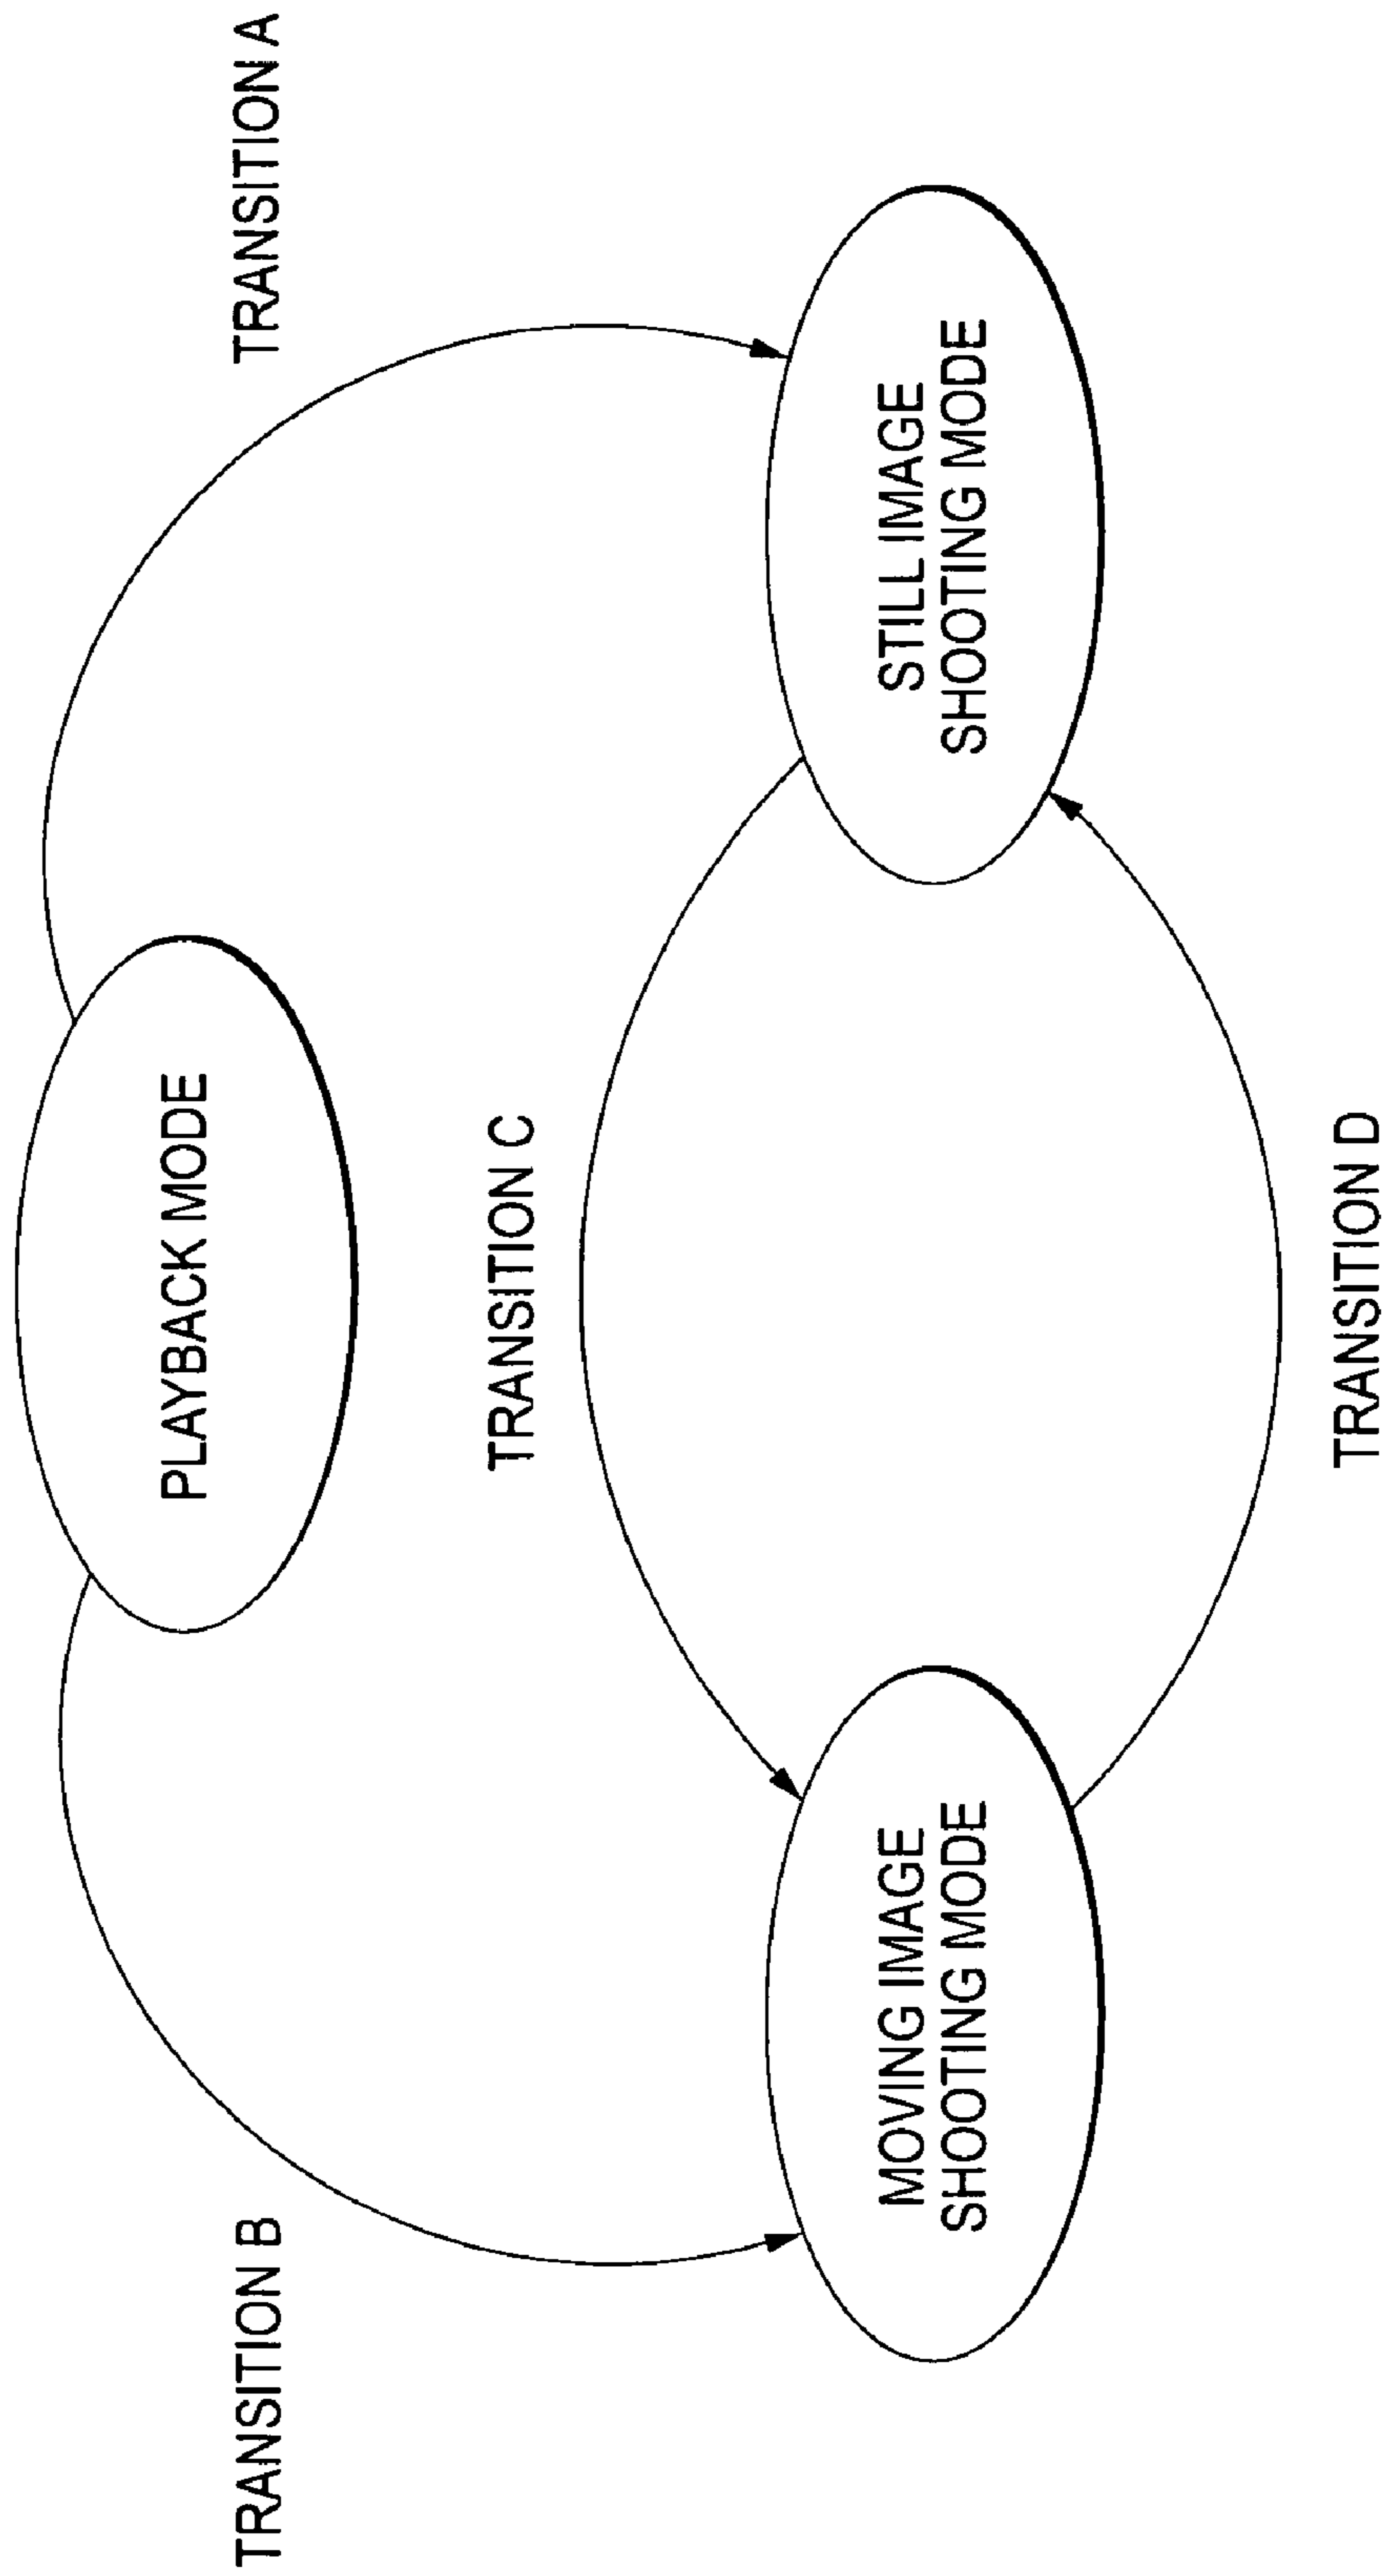 TRANSITION B
PLAYBACK MODE
TRANSITION A
TRANSITION C
MOVING IMAGE
SHOOTING MODE
STILL IMAGE
SHOOTING MODE
TRANSITION D